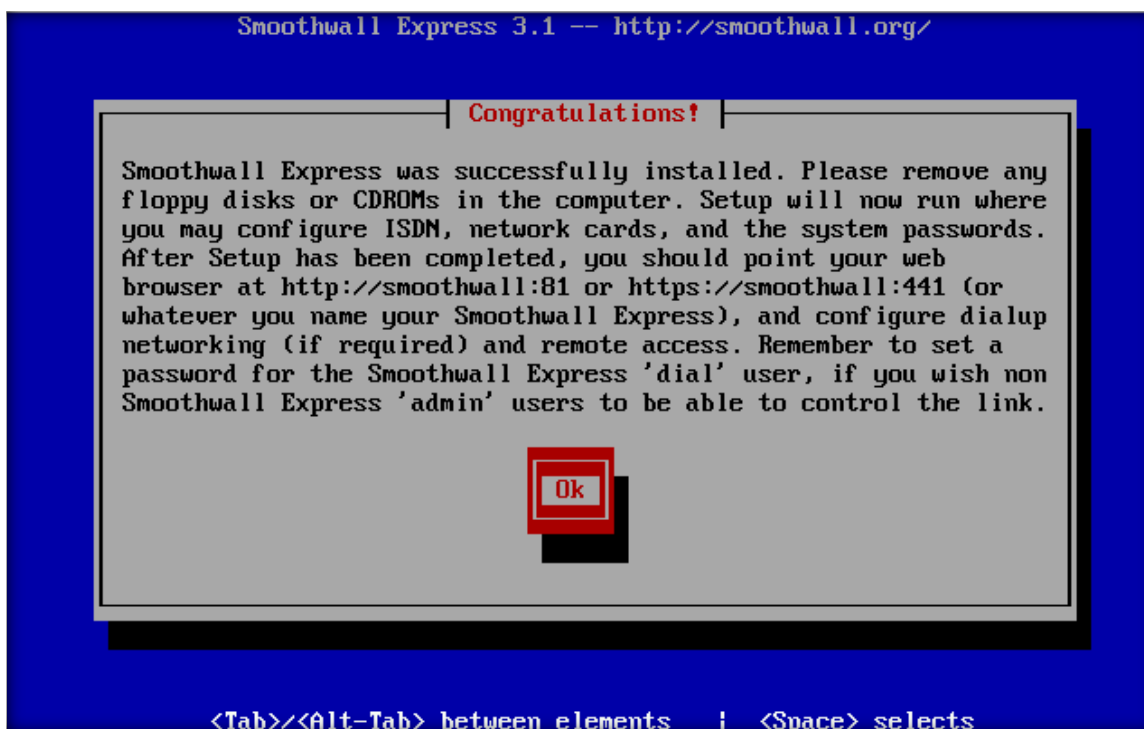 Smoothwall Express 3.1 -- http://smoothwall.org/
Congratulations!
Smoothwall Express was successfully installed. Please remove any
floppy disks or CDROMs in the computer. Setup will now run where
you may configure ISDN, network cards, and the system passwords.
After Setup has been completed, you should point your web
browser at http://smoothwall:81 or https://smoothwall:441 (or
whatever you name your Smoothwall Express), and configure dialup
networking (if required) and remote access. Remember to set a
password for the Smoothwall Express 'dial' user, if you wish non
Smoothwall Express 'admin' users to be able to control the link.
Ok
<Tab>/<Alt-Tab> between elements | <Space> selects